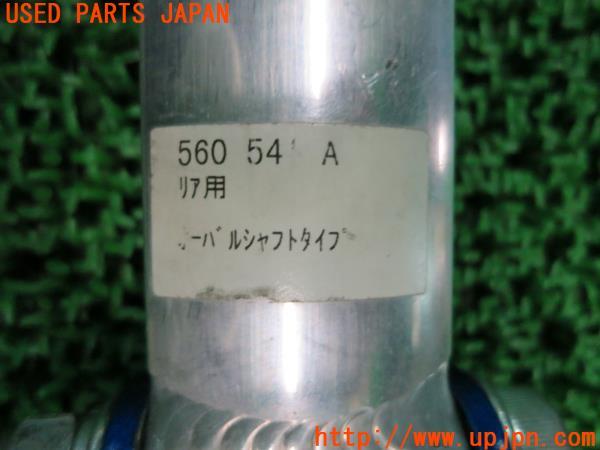 USED PARTS JAPAN
560 54 A
リア用
ーバルシャフトタイプ
UPJ
http://www.upjpn.com